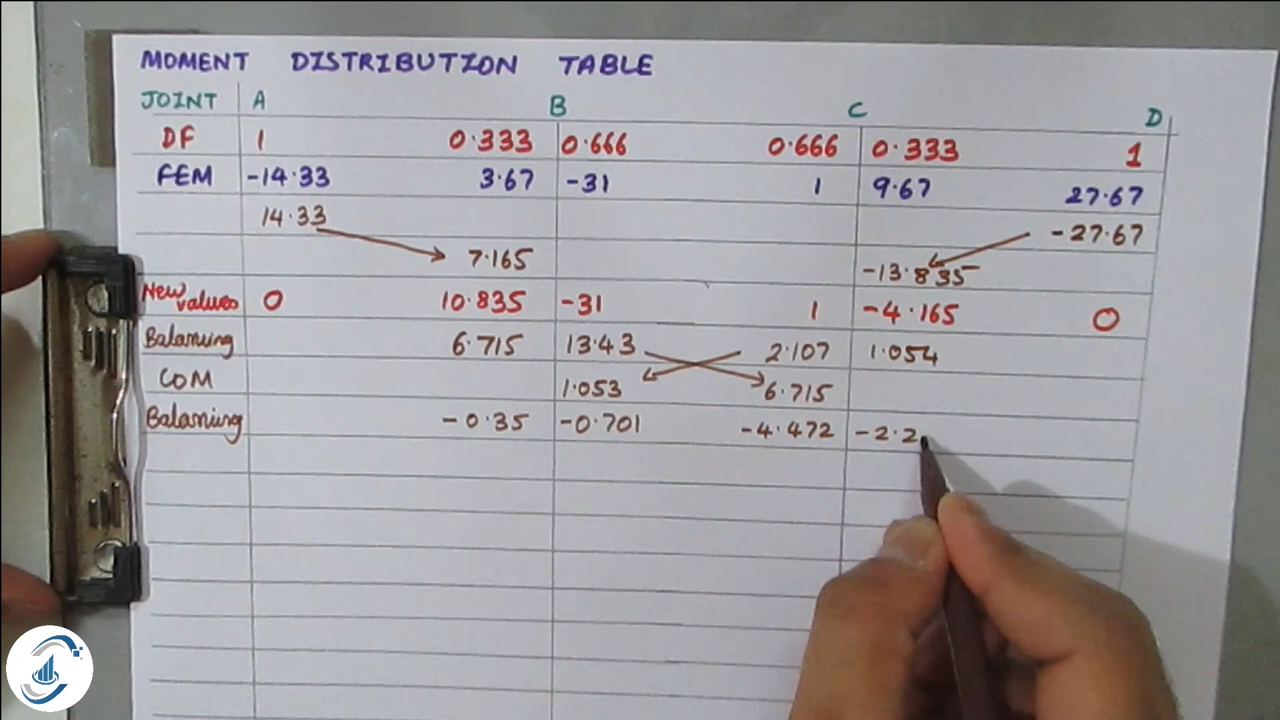 MOMENT DISTRIBUTION TABLE
JOINT A B C D
DF 1 0.333 0.666 0.666 0.333 1
FEM -14.33 3.67 -31 1 9.67 27.67
14.33 -27.67
7.165 -13.835
New values 0 10.835 -31 1 -4.165 0
Balancing 6.715 13.43 2.107 1.054
COM 1.053 6.715
Balancing -0.35 -0.701 -4.472 -2.2